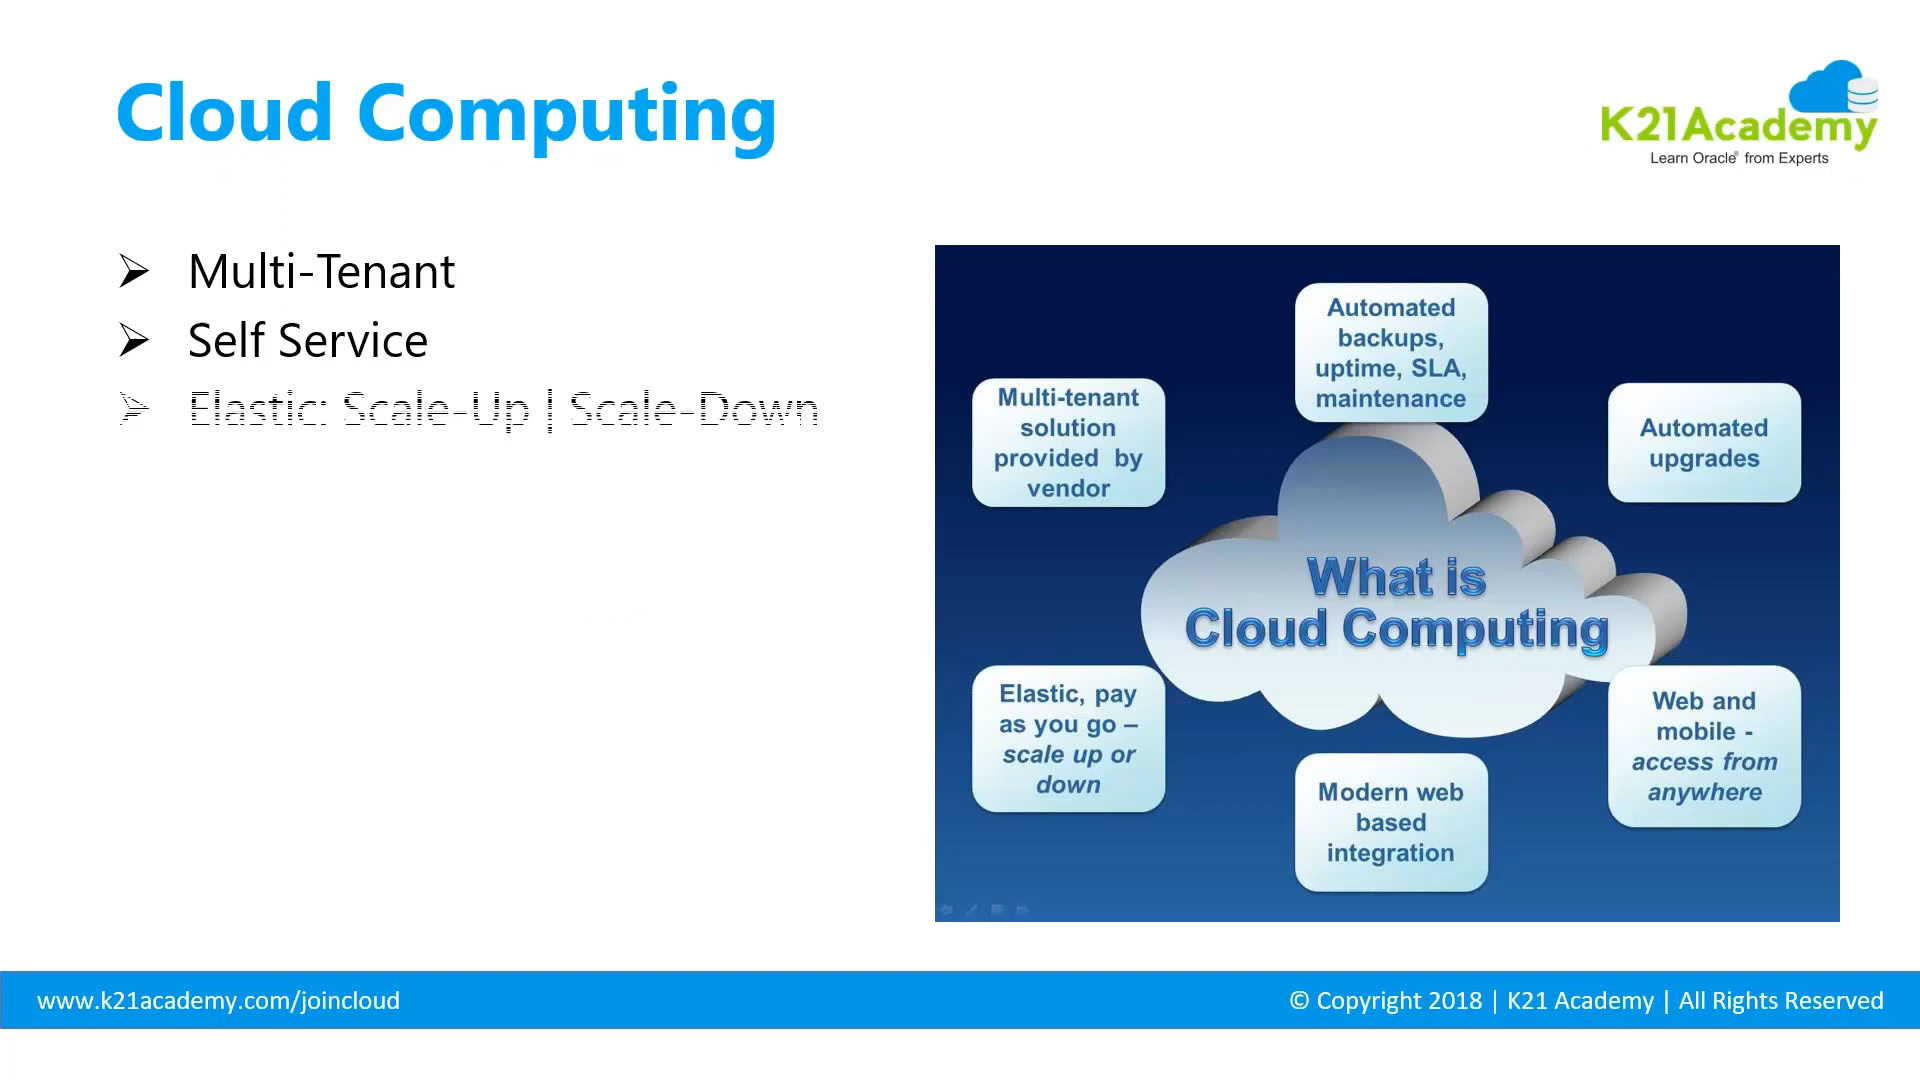 Cloud Computing
K21Academy
Learn Oracle® from Experts
Multi-Tenant
Self Service
Elastic: Scale-Up | Scale-Down
Automated
backups,
uptime, SLA,
maintenance
Multi-tenant
solution
provided by
vendor
Automated
upgrades
What is
Cloud Computing
Elastic, pay
as you go –
scale up or
down
Modern web
based
integration
Web and
mobile -
access from
anywhere
www.k21academy.com/joincloud
© Copyright 2018 | K21 Academy | All Rights Reserved